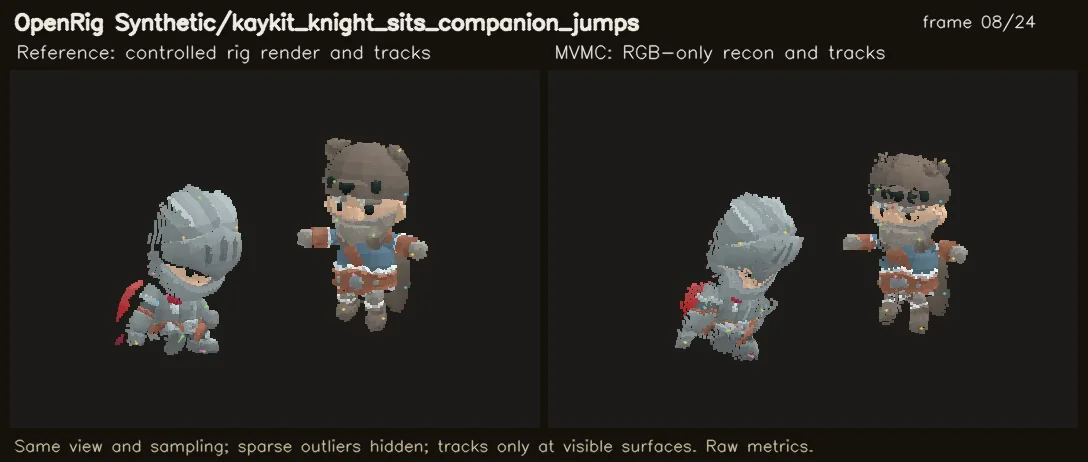 OpenRig Synthetic/kaykit_knight_sits_companion_jumps
frame 08/24
Reference: controlled rig render and tracks
MVMC: RGB-only recon and tracks
Same view and sampling; sparse outliers hidden; tracks only at visible surfaces. Raw metrics.